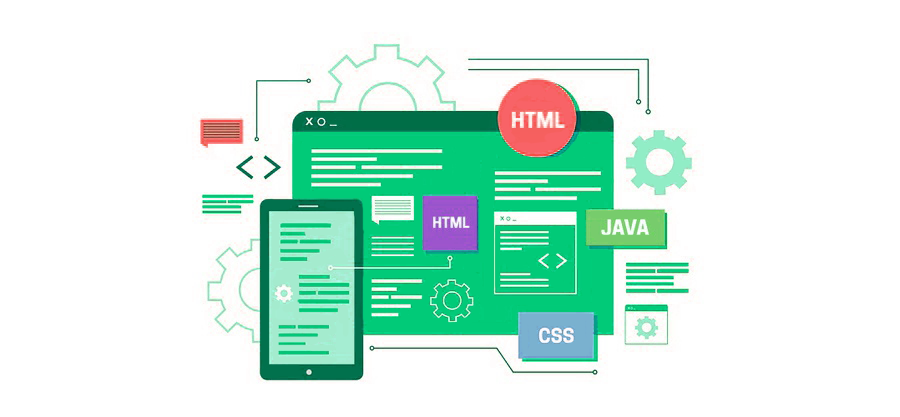 X O _
HTML
HTML
X O _
JAVA
CSS